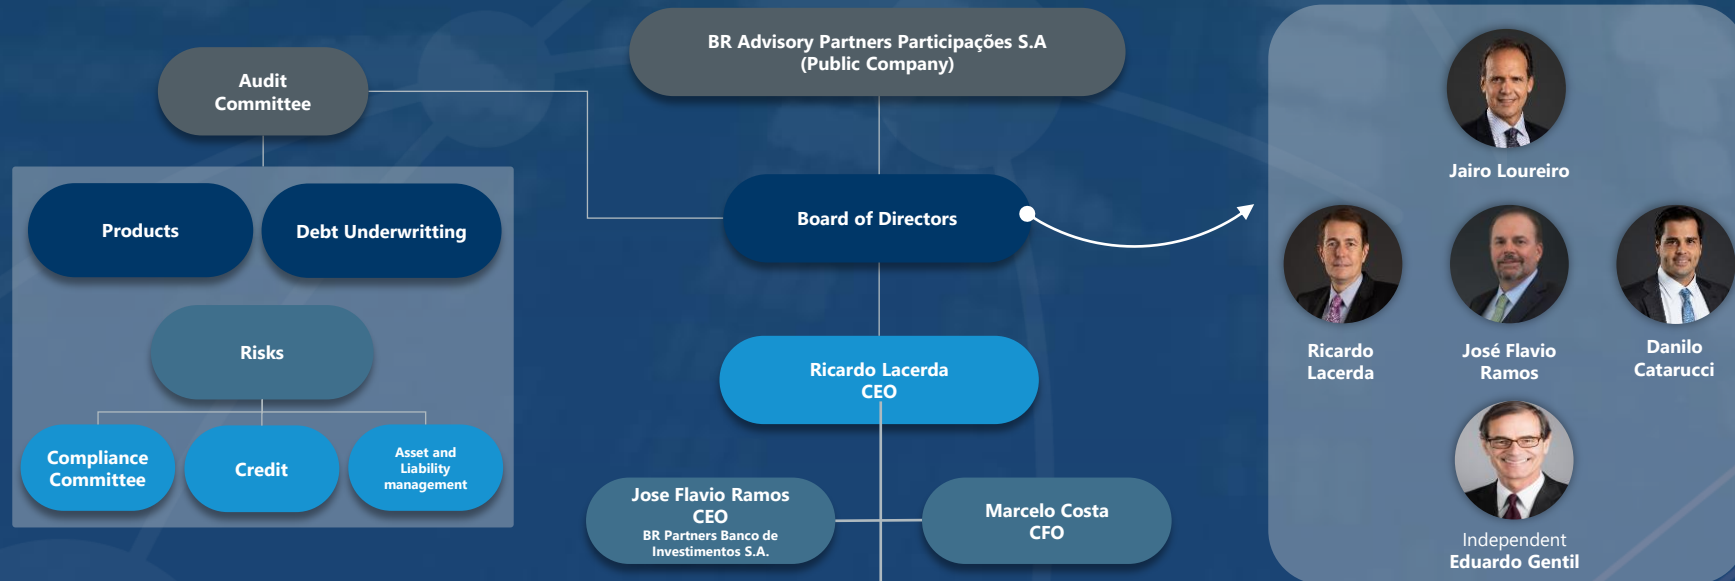 BR Advisory Partners Participações S.A
(Public Company)
Audit
Committee
Products
Debt Underwritting
Risks
Compliance
Committee
Credit
Asset and
Liability
management
Board of Directors
Ricardo Lacerda
CEO
Jose Flavio Ramos
CEO
BR Partners Banco de
Investimentos S.A.
Marcelo Costa
CFO
Jairo Loureiro
Ricardo
Lacerda
José Flavio
Ramos
Danilo
Catarucci
Independent
Eduardo Gentil